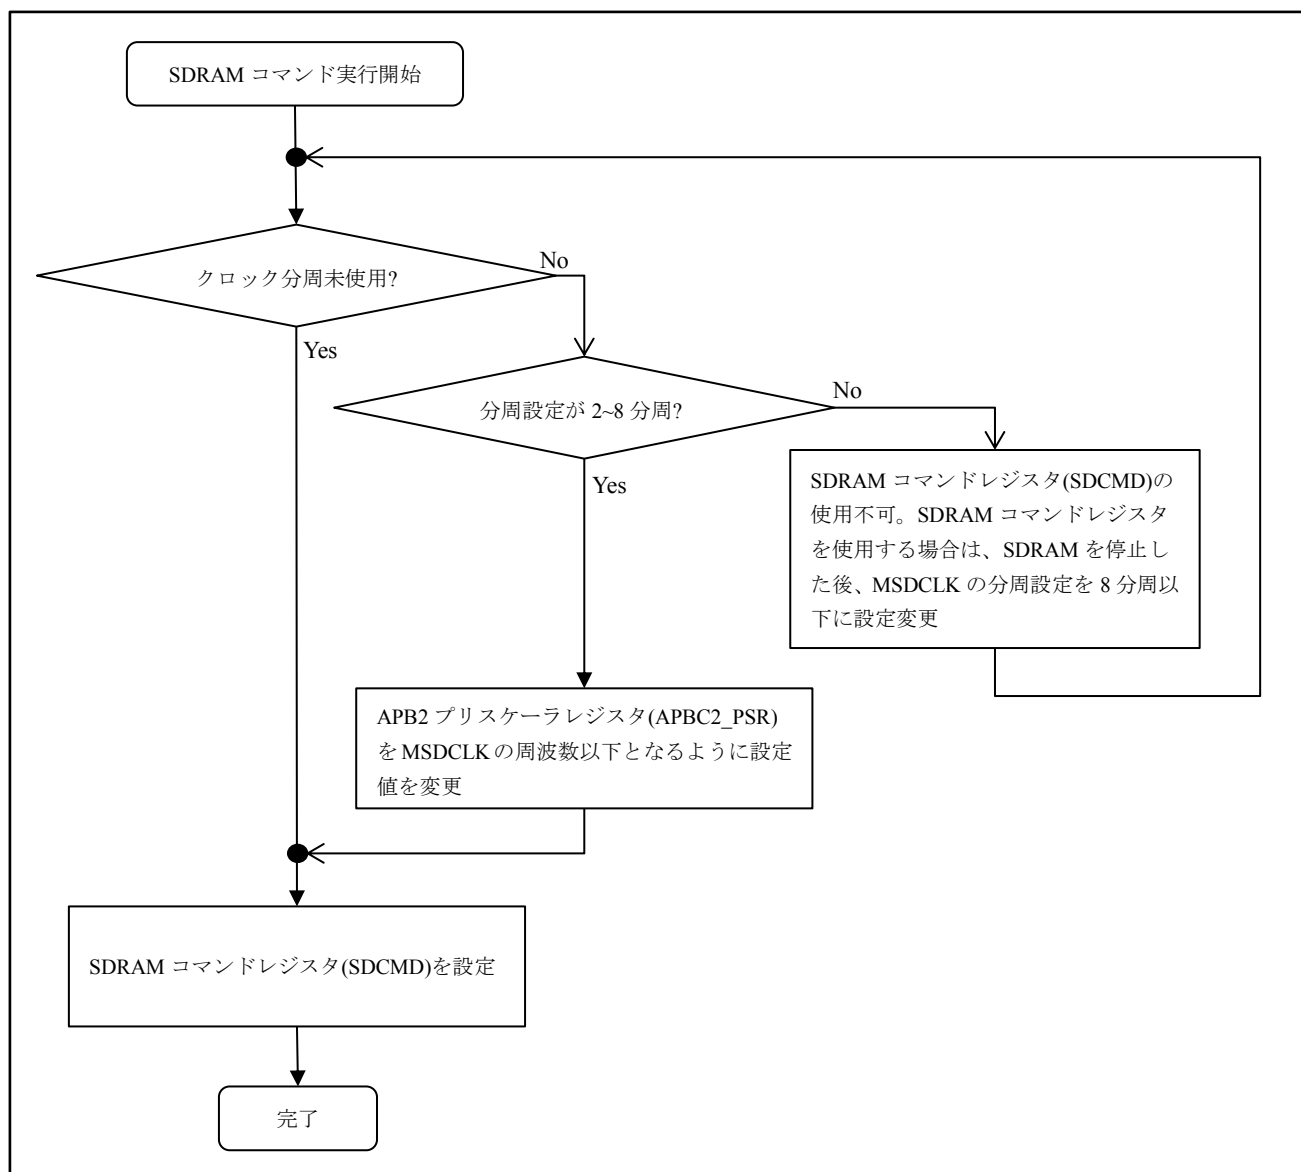 SDRAM コマンド実行開始
クロック分周未使用?
No
Yes
分周設定が 2~8 分周?
No
Yes
SDRAM コマンドレジスタ(SDCMD)の
使用不可。SDRAM コマンドレジスタ
を使用する場合は、SDRAM を停止し
た後、MSDCLK の分周設定を 8 分周以
下に設定変更
APB2 プリスケーラレジスタ(APBC2_PSR)
を MSDCLK の周波数以下となるように設定
値を変更
SDRAM コマンドレジスタ(SDCMD)を設定
完了